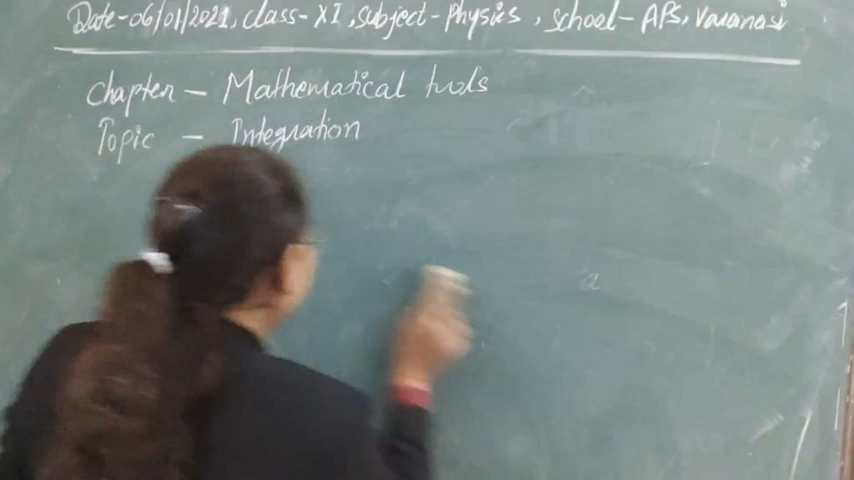 Date-06/01/2021, class-XI, subject-Physics, school-APS, Varanasi
Chapter - Mathematical tools
Topic - Integration
a